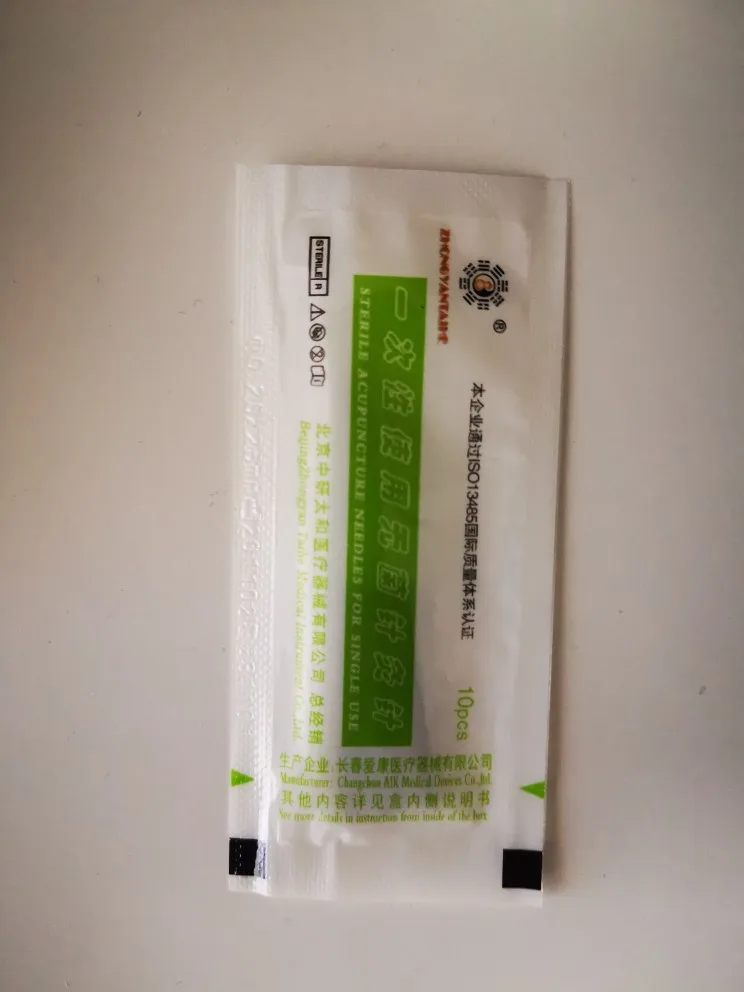 ®
ZHONGYANTAIHE
本企业通过ISO13485国际质量体系认证
10pcs
一次性使用无菌针灸针
STERILE ACUPUNCTURE NEEDLES FOR SINGLE USE
STERILE R
北京中研太和医疗器械有限公司 总经销
BeijingZhongyan Taihe Medical Instrument Co.,Ltd.
生产企业:长春爱康医疗器械有限公司
Manufacturer: Changchun AIK Medical Devices Co.,ltd.
其他内容详见盒内侧说明书
See more details in instruction from inside of the box